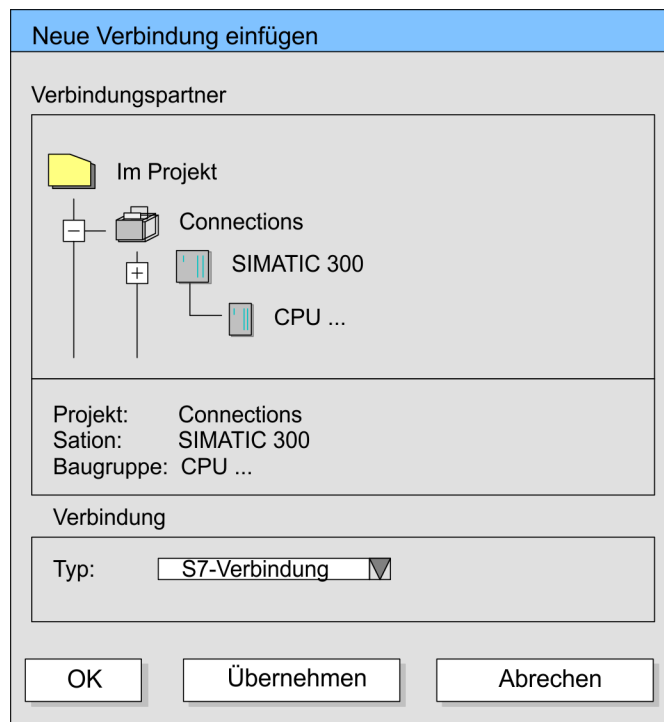 Neue Verbindung einfügen
Verbindungspartner
Im Projekt
Connections
SIMATIC 300
CPU ...
Projekt: Connections
Sation: SIMATIC 300
Baugruppe: CPU ...
Verbindung
Typ: S7-Verbindung
OK Übernehmen Abrechen